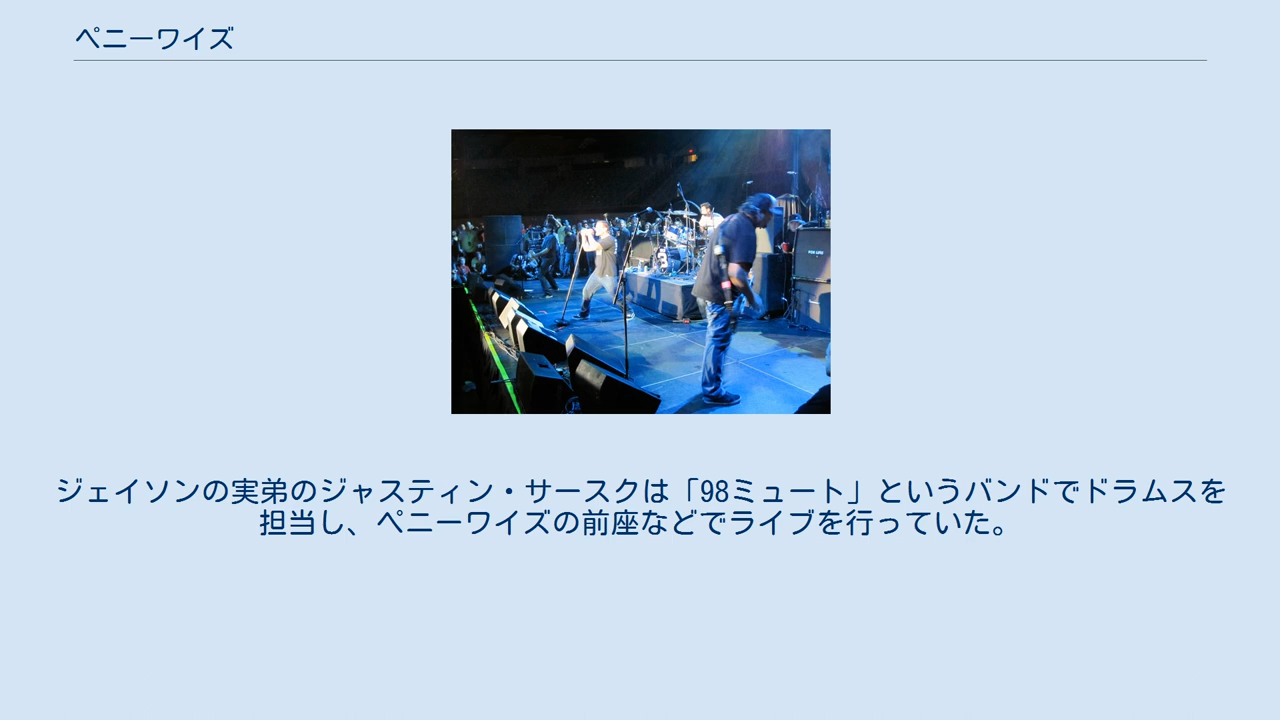 ペニーワイズ
ジェイソンの実弟のジャスティン・サースクは「98ミュート」というバンドでドラムスを
担当し、ペニーワイズの前座などでライブを行っていた。